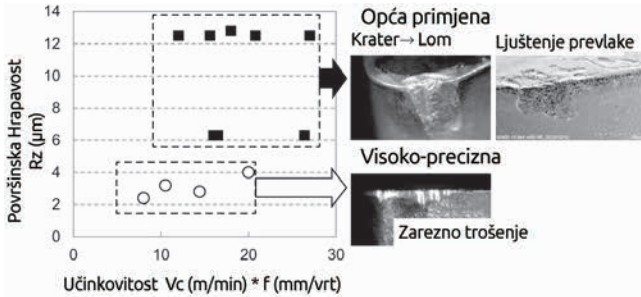 Opća primjena
Krater→ Lom
Ljuštenje prevlake
Visoko-precizna
Zarezno trošenje
Površinska Hrapavost
Rz (μm)
14
12
10
8
6
4
2
0
0
10
20
30
Učinkovitost Vc (m/min) * f (mm/vrt)